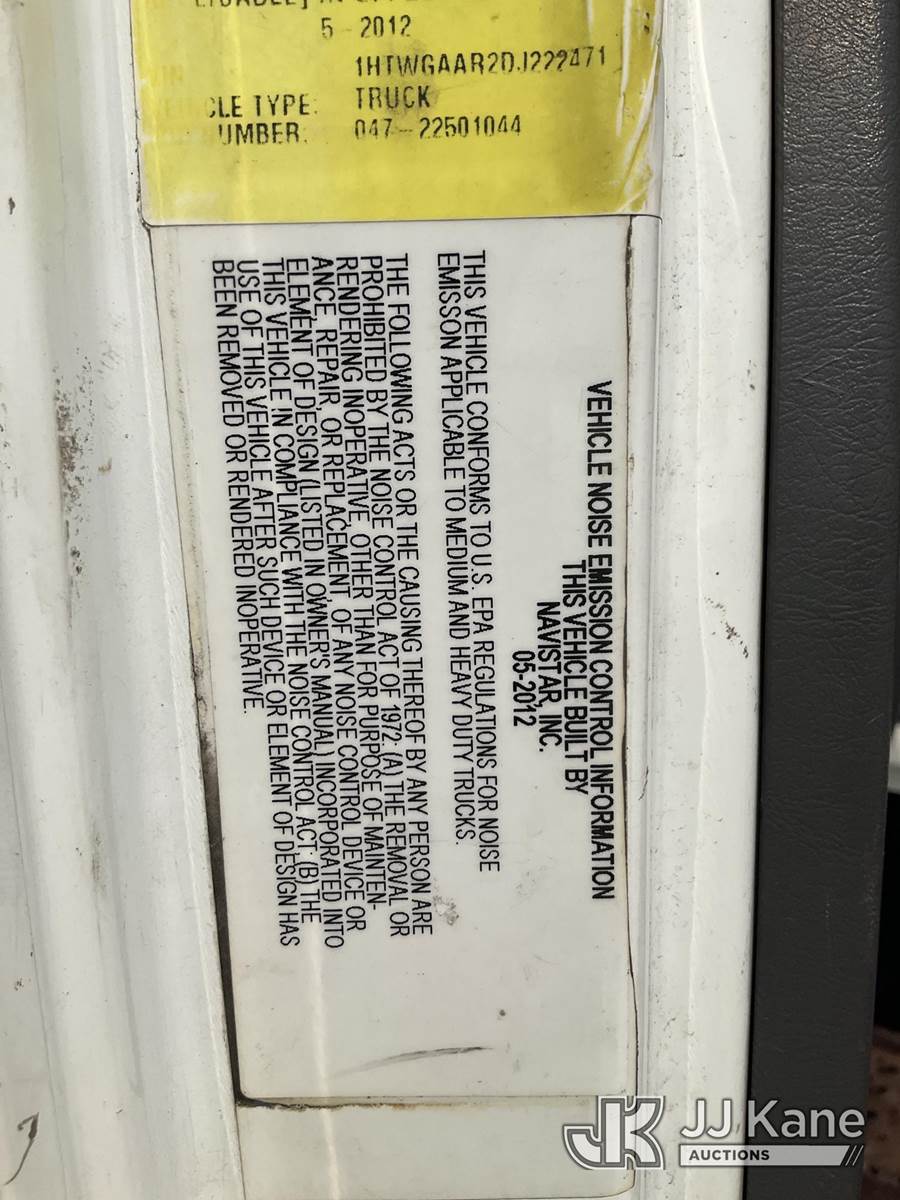 5-2012
1HTWGAAR2DJ222471
CLE TYPE: TRUCK
UMBER: 047-22501044
VEHICLE NOISE EMISSION CONTROL INFORMATION
THIS VEHICLE BUILT BY
NAVISTAR, INC.
05-2012
THIS VEHICLE CONFORMS TO U.S. EPA REGULATIONS FOR NOISE
EMISSON APPLICABLE TO MEDIUM AND HEAVY DUTY TRUCKS.
THE FOLLOWING ACTS OR THE CAUSING THEREOF BY ANY PERSON ARE
PROHIBITED BY THE NOISE CONTROL ACT OF 1972: (A) THE REMOVAL OR
RENDERING INOPERATIVE, OTHER THAN FOR PURPOSE OF MAINTEN-
ANCE, REPAIR, OR REPLACEMENT, OF ANY NOISE CONTROL DEVICE OR
ELEMENT OF DESIGN (LISTED IN OWNER'S MANUAL) INCORPORATED INTO
THIS VEHICLE IN COMPLIANCE WITH THE NOISE CONTROL ACT; (B) THE
USE OF THIS VEHICLE AFTER SUCH DEVICE OR ELEMENT OF DESIGN HAS
BEEN REMOVED OR RENDERED INOPERATIVE.
JK JJ Kane
AUCTIONS